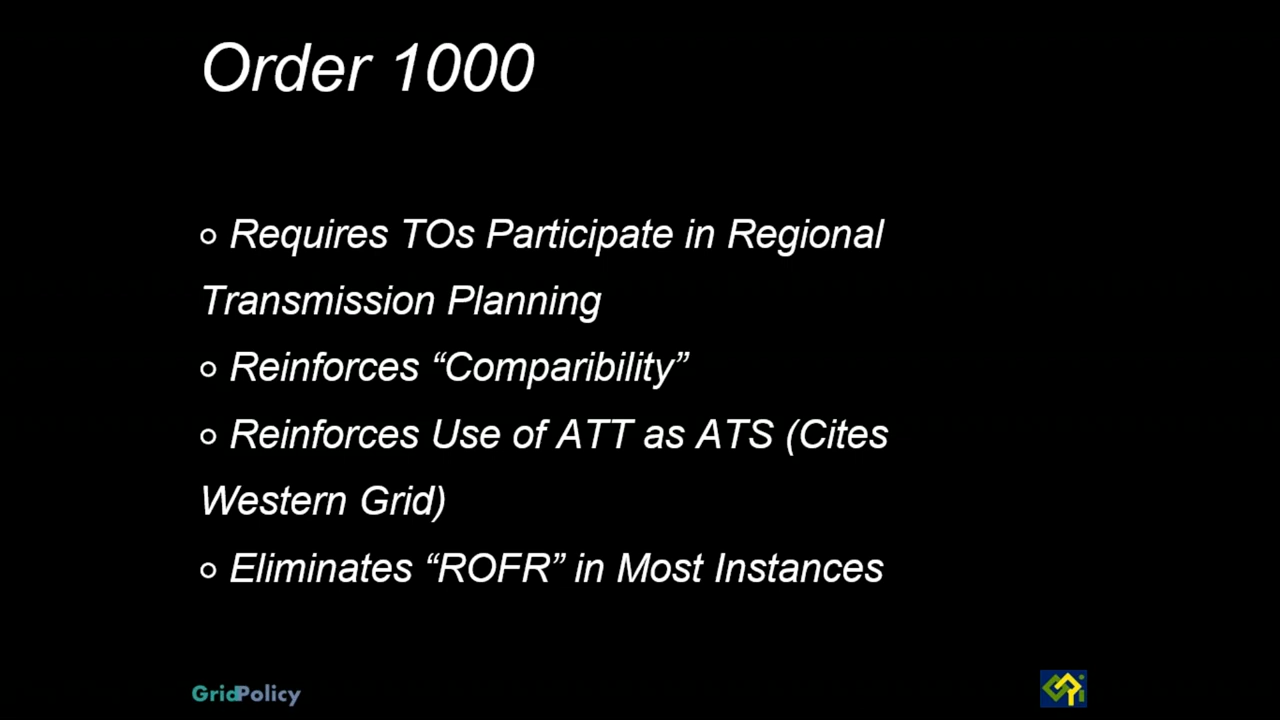 Order 1000
○ Requires TOs Participate in Regional
Transmission Planning
○ Reinforces “Comparibility”
○ Reinforces Use of ATT as ATS (Cites
Western Grid)
○ Eliminates “ROFR” in Most Instances
GridPolicy